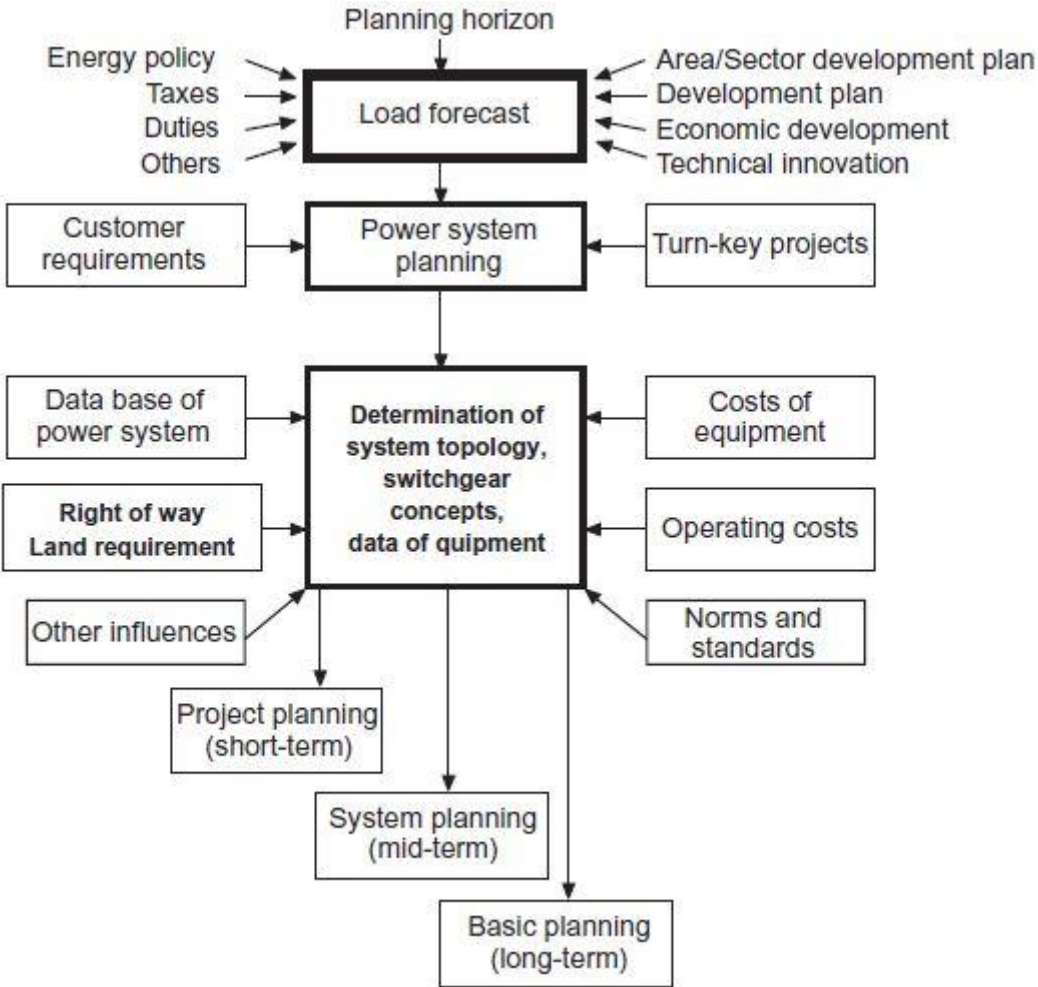 Planning horizon
Energy policy
Taxes
Duties
Others
Load forecast
Area/Sector development plan
Development plan
Economic development
Technical innovation
Customer
requirements
Power system
planning
Turn-key projects
Data base of
power system
Determination of
system topology,
switchgear
concepts,
data of quipment
Costs of
equipment
Right of way
Land requirement
Operating costs
Other influences
Norms and
standards
Project planning
(short-term)
System planning
(mid-term)
Basic planning
(long-term)